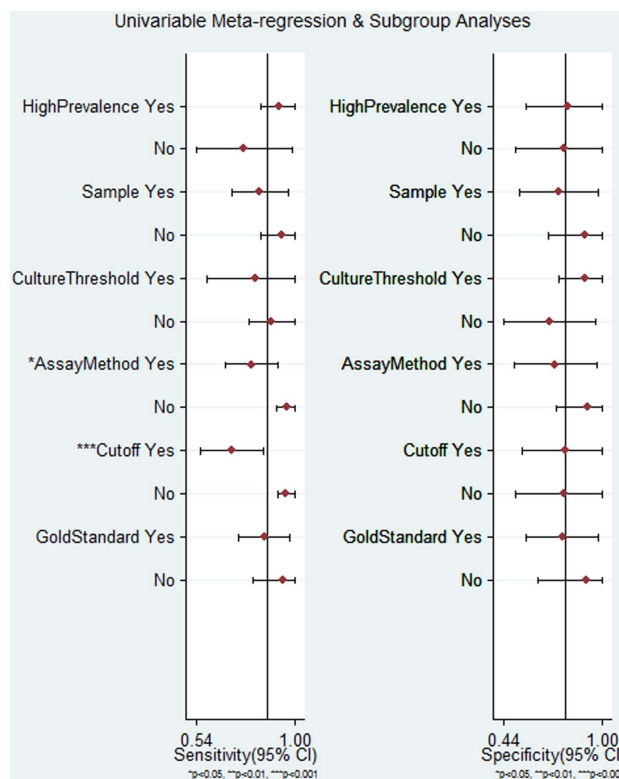 Univariable Meta-regression & Subgroup Analyses
HighPrevalence Yes
No
Sample Yes
No
CultureThreshold Yes
No
*AssayMethod Yes
No
***Cutoff Yes
No
GoldStandard Yes
No
0.54 1.00
Sensitivity(95% CI)
*p<0.05, **p<0.01, ***p<0.001
HighPrevalence Yes
No
Sample Yes
No
CultureThreshold Yes
No
AssayMethod Yes
No
Cutoff Yes
No
GoldStandard Yes
No
0.44 1.00
Specificity(95% CI)
*p<0.05, **p<0.01, ***p<0.00